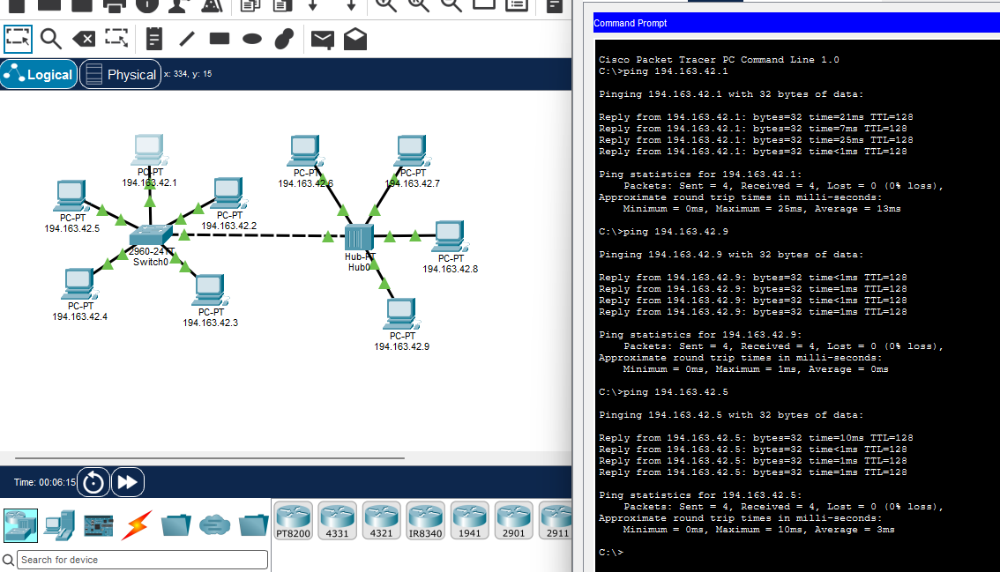 Logical
Physical
x: 334, y: 15
PC-PT
194.163.42.1
PC-PT
194.163.42.5
PC-PT
194.163.42.2
2960-24TT
Switch0
PC-PT
194.163.42.4
PC-PT
194.163.42.3
PC-PT
194.163.42.6
PC-PT
194.163.42.7
Hub-PT
Hub0
PC-PT
194.163.42.8
PC-PT
194.163.42.9
Time: 00:06:15
PT8200
4331
4321
IR8340
1941
2901
2911
Search for device
Command Prompt
Cisco Packet Tracer PC Command Line 1.0
C:\>ping 194.163.42.1
Pinging 194.163.42.1 with 32 bytes of data:
Reply from 194.163.42.1: bytes=32 time=21ms TTL=128
Reply from 194.163.42.1: bytes=32 time=7ms TTL=128
Reply from 194.163.42.1: bytes=32 time=25ms TTL=128
Reply from 194.163.42.1: bytes=32 time<1ms TTL=128
Ping statistics for 194.163.42.1:
Packets: Sent = 4, Received = 4, Lost = 0 (0% loss),
Approximate round trip times in milli-seconds:
Minimum = 0ms, Maximum = 25ms, Average = 13ms
C:\>ping 194.163.42.9
Pinging 194.163.42.9 with 32 bytes of data:
Reply from 194.163.42.9: bytes=32 time<1ms TTL=128
Reply from 194.163.42.9: bytes=32 time=1ms TTL=128
Reply from 194.163.42.9: bytes=32 time<1ms TTL=128
Reply from 194.163.42.9: bytes=32 time=1ms TTL=128
Ping statistics for 194.163.42.9:
Packets: Sent = 4, Received = 4, Lost = 0 (0% loss),
Approximate round trip times in milli-seconds:
Minimum = 0ms, Maximum = 1ms, Average = 0ms
C:\>ping 194.163.42.5
Pinging 194.163.42.5 with 32 bytes of data:
Reply from 194.163.42.5: bytes=32 time=10ms TTL=128
Reply from 194.163.42.5: bytes=32 time<1ms TTL=128
Reply from 194.163.42.5: bytes=32 time=1ms TTL=128
Reply from 194.163.42.5: bytes=32 time=1ms TTL=128
Ping statistics for 194.163.42.5:
Packets: Sent = 4, Received = 4, Lost = 0 (0% loss),
Approximate round trip times in milli-seconds:
Minimum = 0ms, Maximum = 10ms, Average = 3ms
C:\>